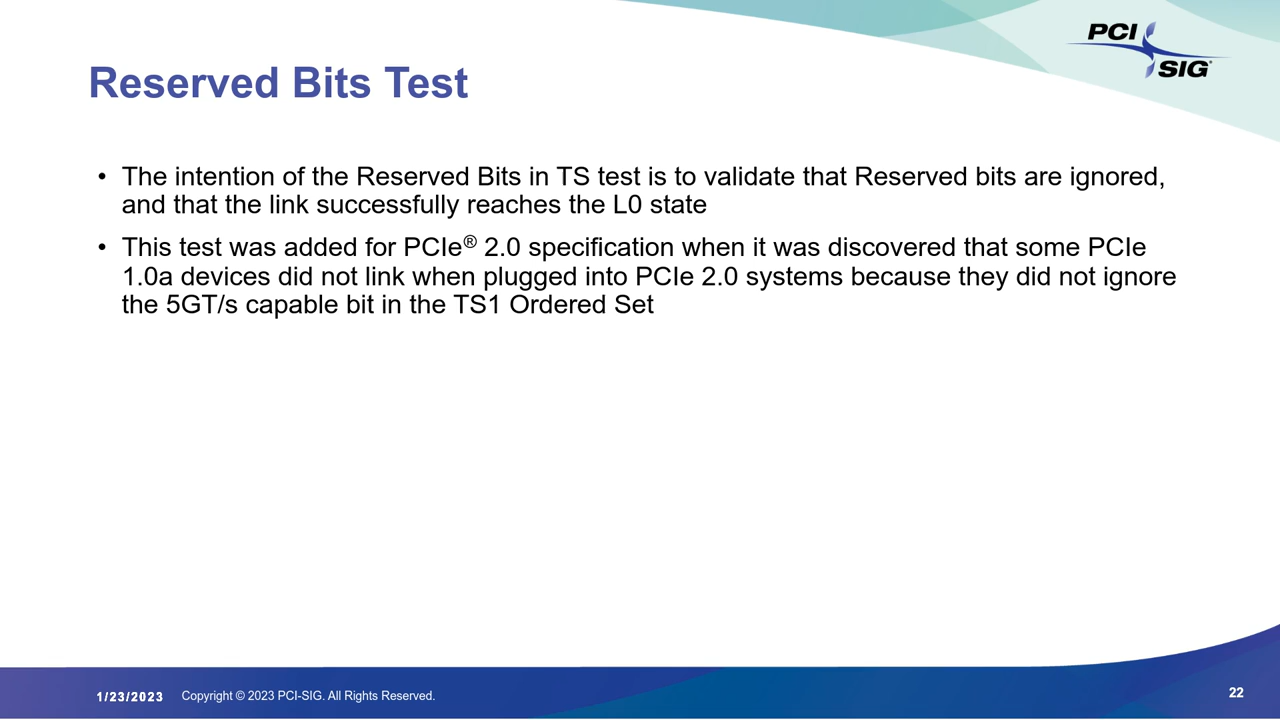 PCI
SIG
Reserved Bits Test
• The intention of the Reserved Bits in TS test is to validate that Reserved bits are ignored,
and that the link successfully reaches the L0 state
• This test was added for PCIe® 2.0 specification when it was discovered that some PCIe
1.0a devices did not link when plugged into PCIe 2.0 systems because they did not ignore
the 5GT/s capable bit in the TS1 Ordered Set
1/23/2023 Copyright © 2023 PCI-SIG. All Rights Reserved. 22